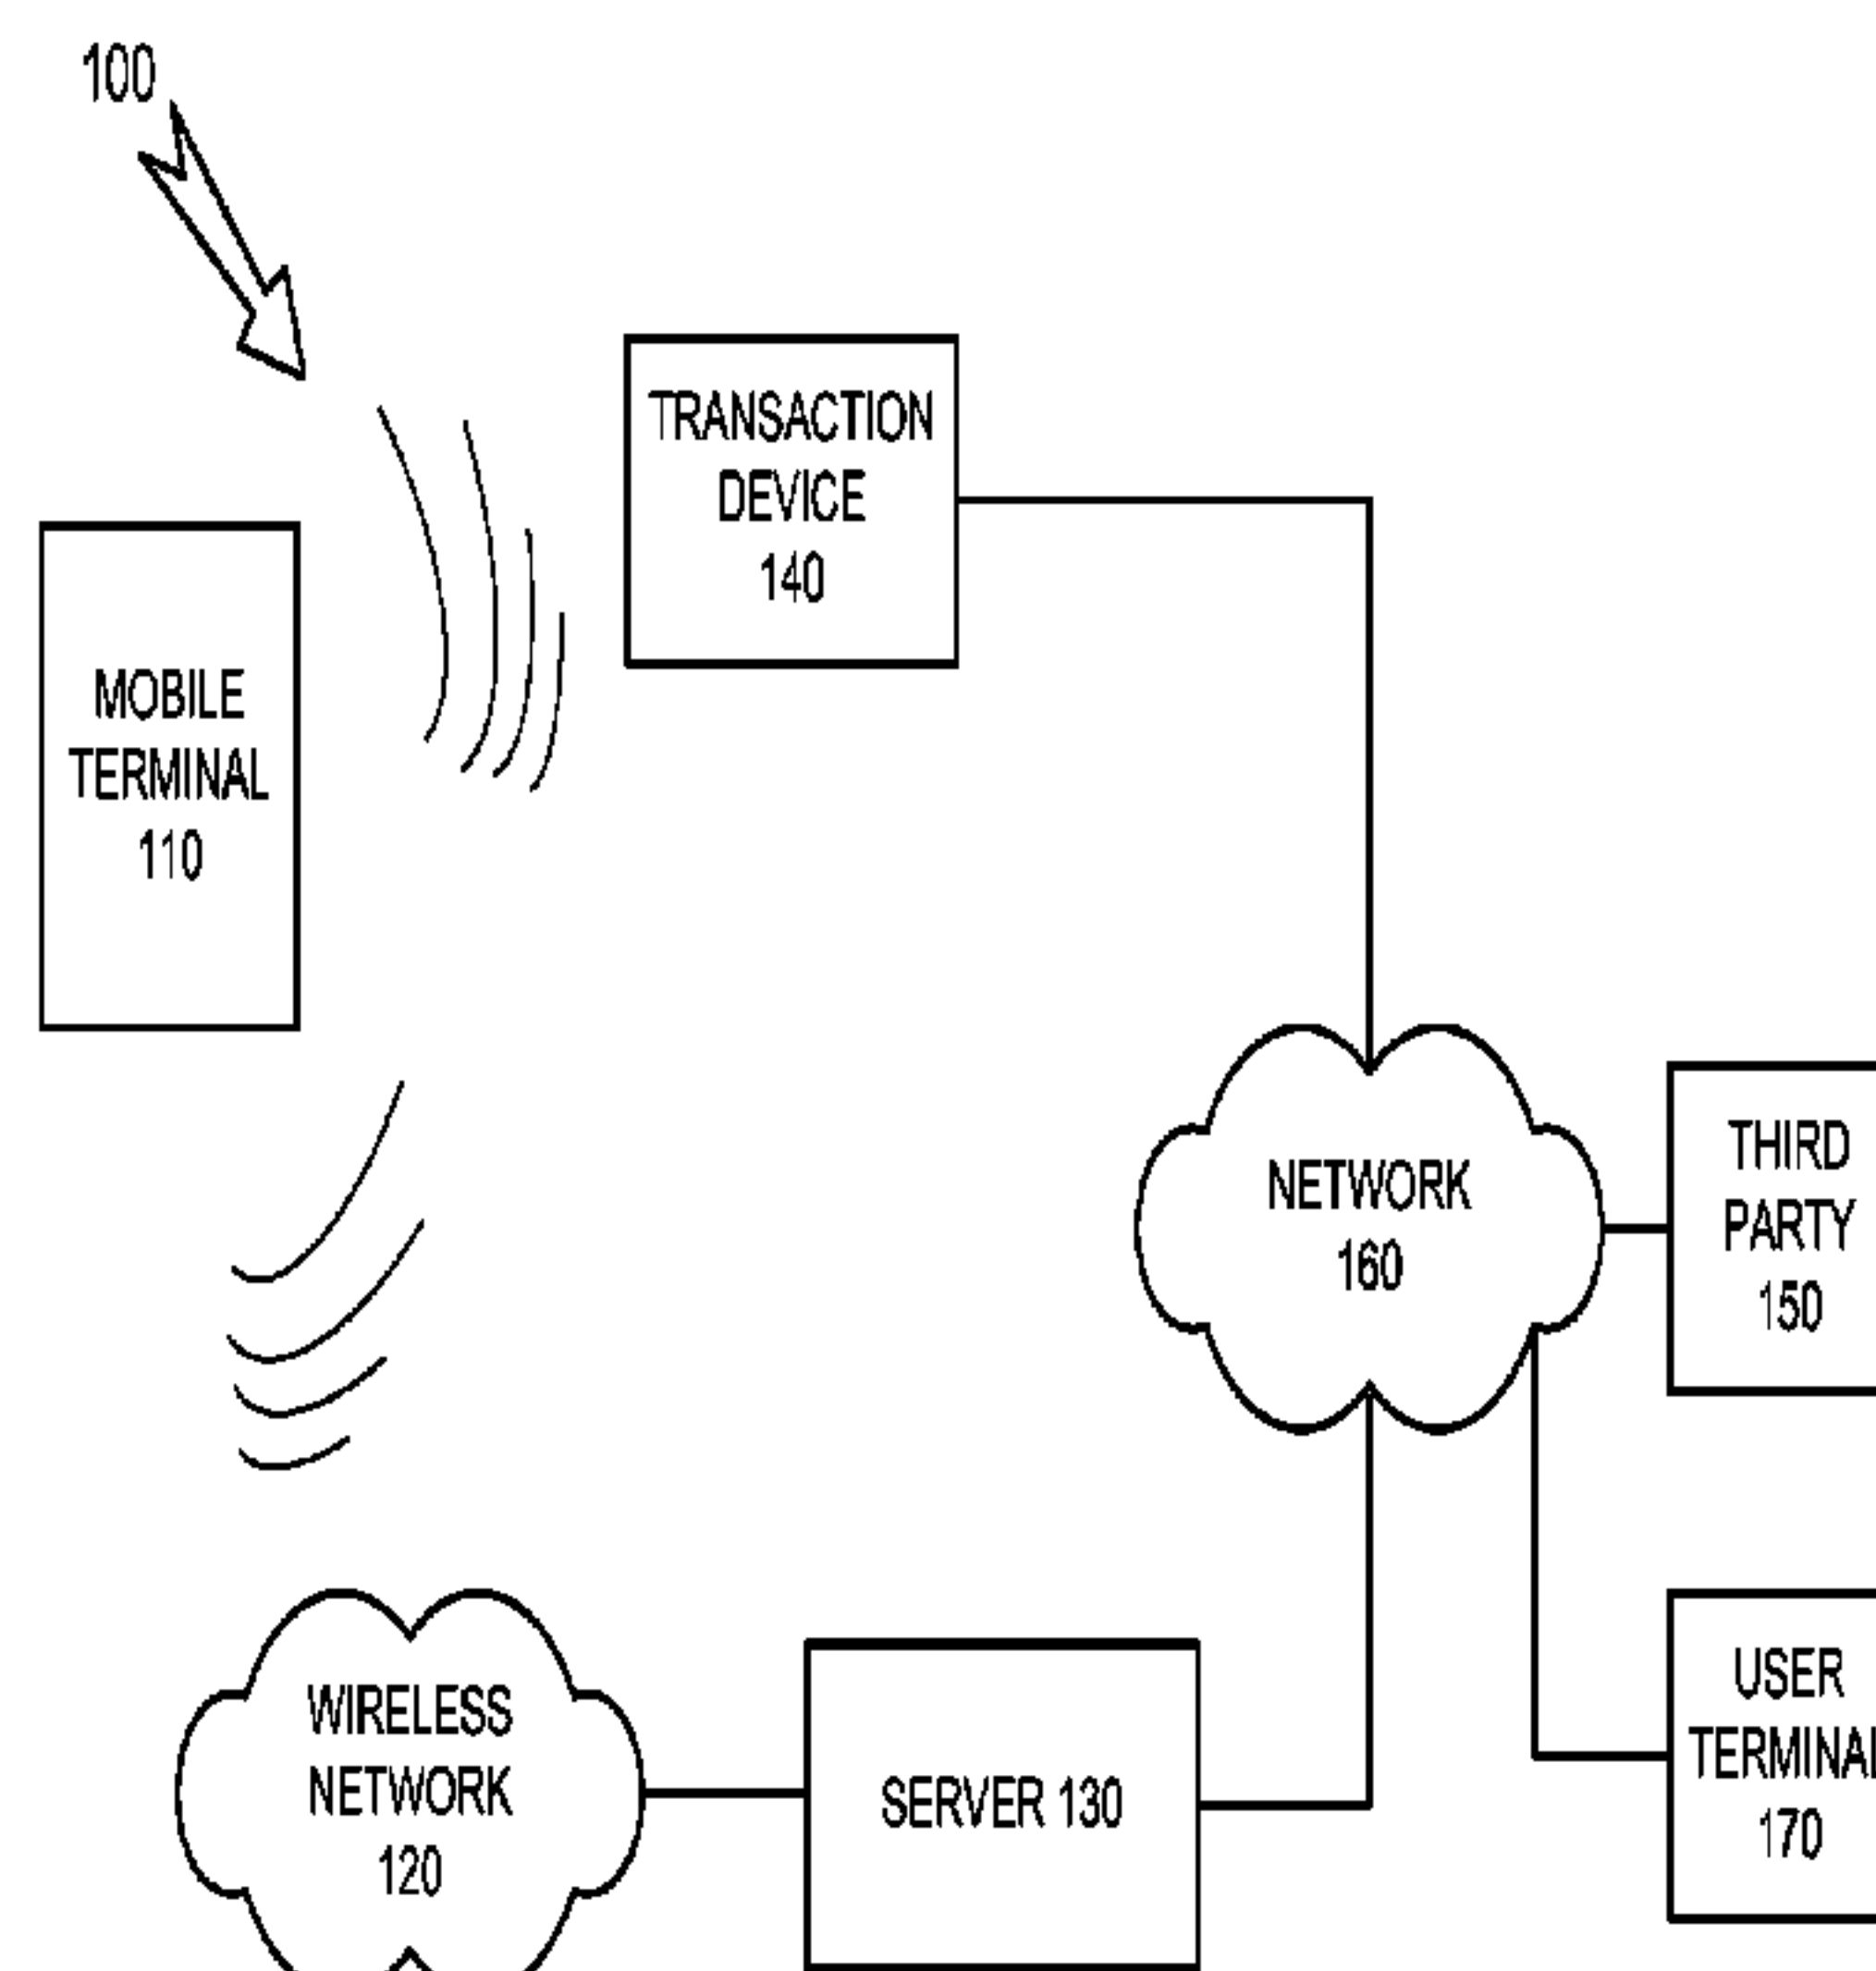 100
TRANSACTION
DEVICE
140
MOBILE
TERMINAL
110
NETWORK
160
THIRD
PARTY
150
WIRELESS
NETWORK
120
SERVER 130
USER
TERMINAL
170